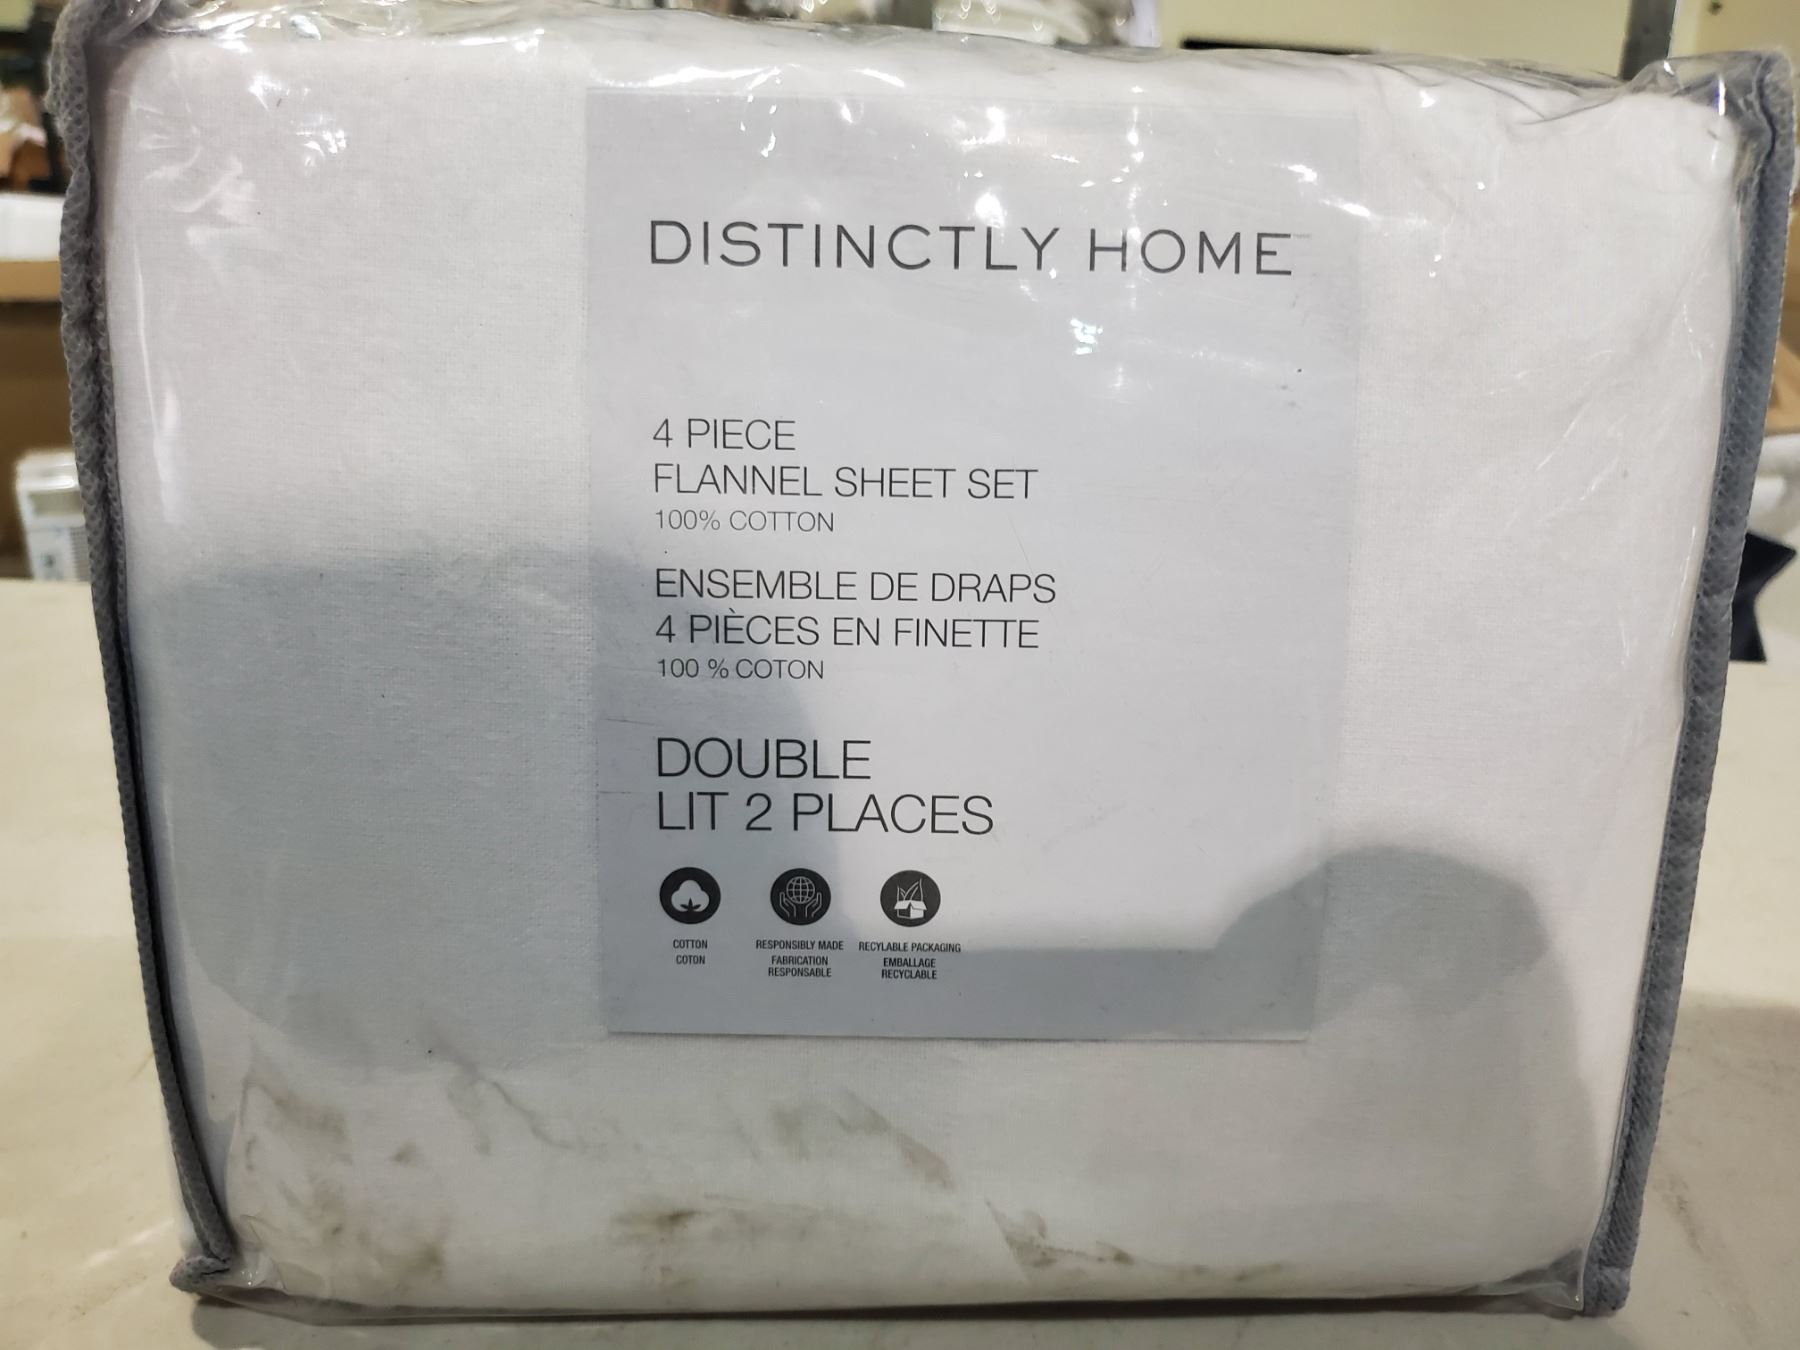 DISTINCTLY HOME
4 PIECE
FLANNEL SHEET SET
100% COTTON
ENSEMBLE DE DRAPS
4 PIÈCES EN FINETTE
100 % COTON
DOUBLE
LIT 2 PLACES
COTTON
COTON
RESPONSIBLY MADE
FABRICATION
RESPONSABLE
RECYLABLE PACKAGING
EMBALLAGE
RECYCLABLE